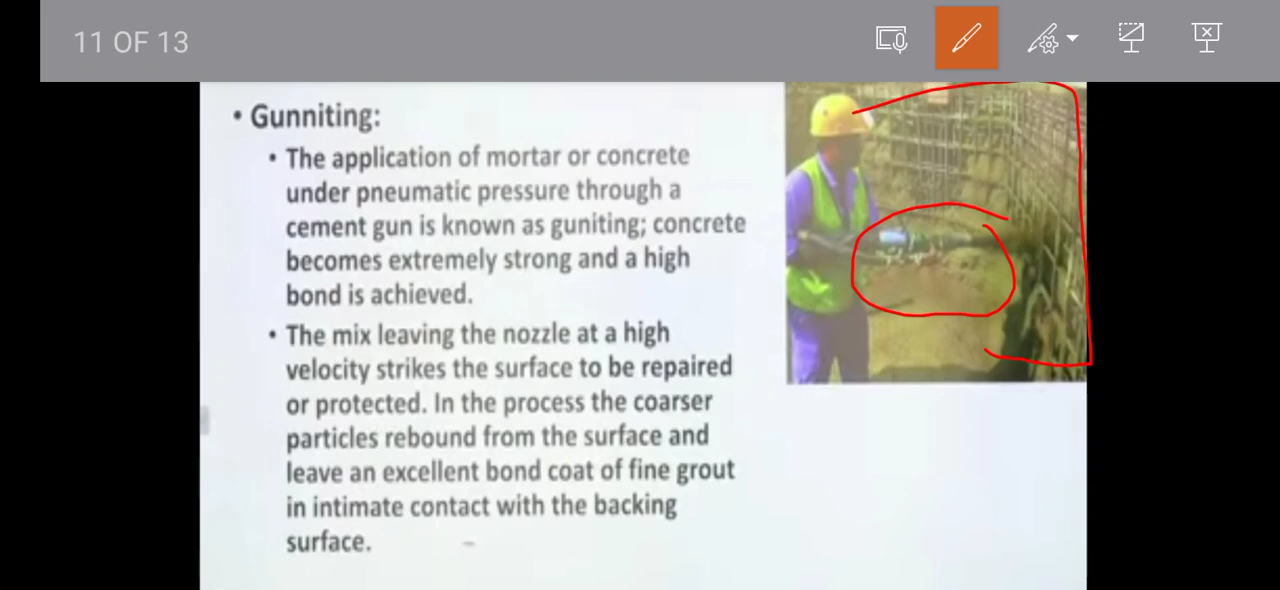 11 OF 13
• Gunniting:
• The application of mortar or concrete
under pneumatic pressure through a
cement gun is known as guniting; concrete
becomes extremely strong and a high
bond is achieved.
• The mix leaving the nozzle at a high
velocity strikes the surface to be repaired
or protected. In the process the coarser
particles rebound from the surface and
leave an excellent bond coat of fine grout
in intimate contact with the backing
surface.